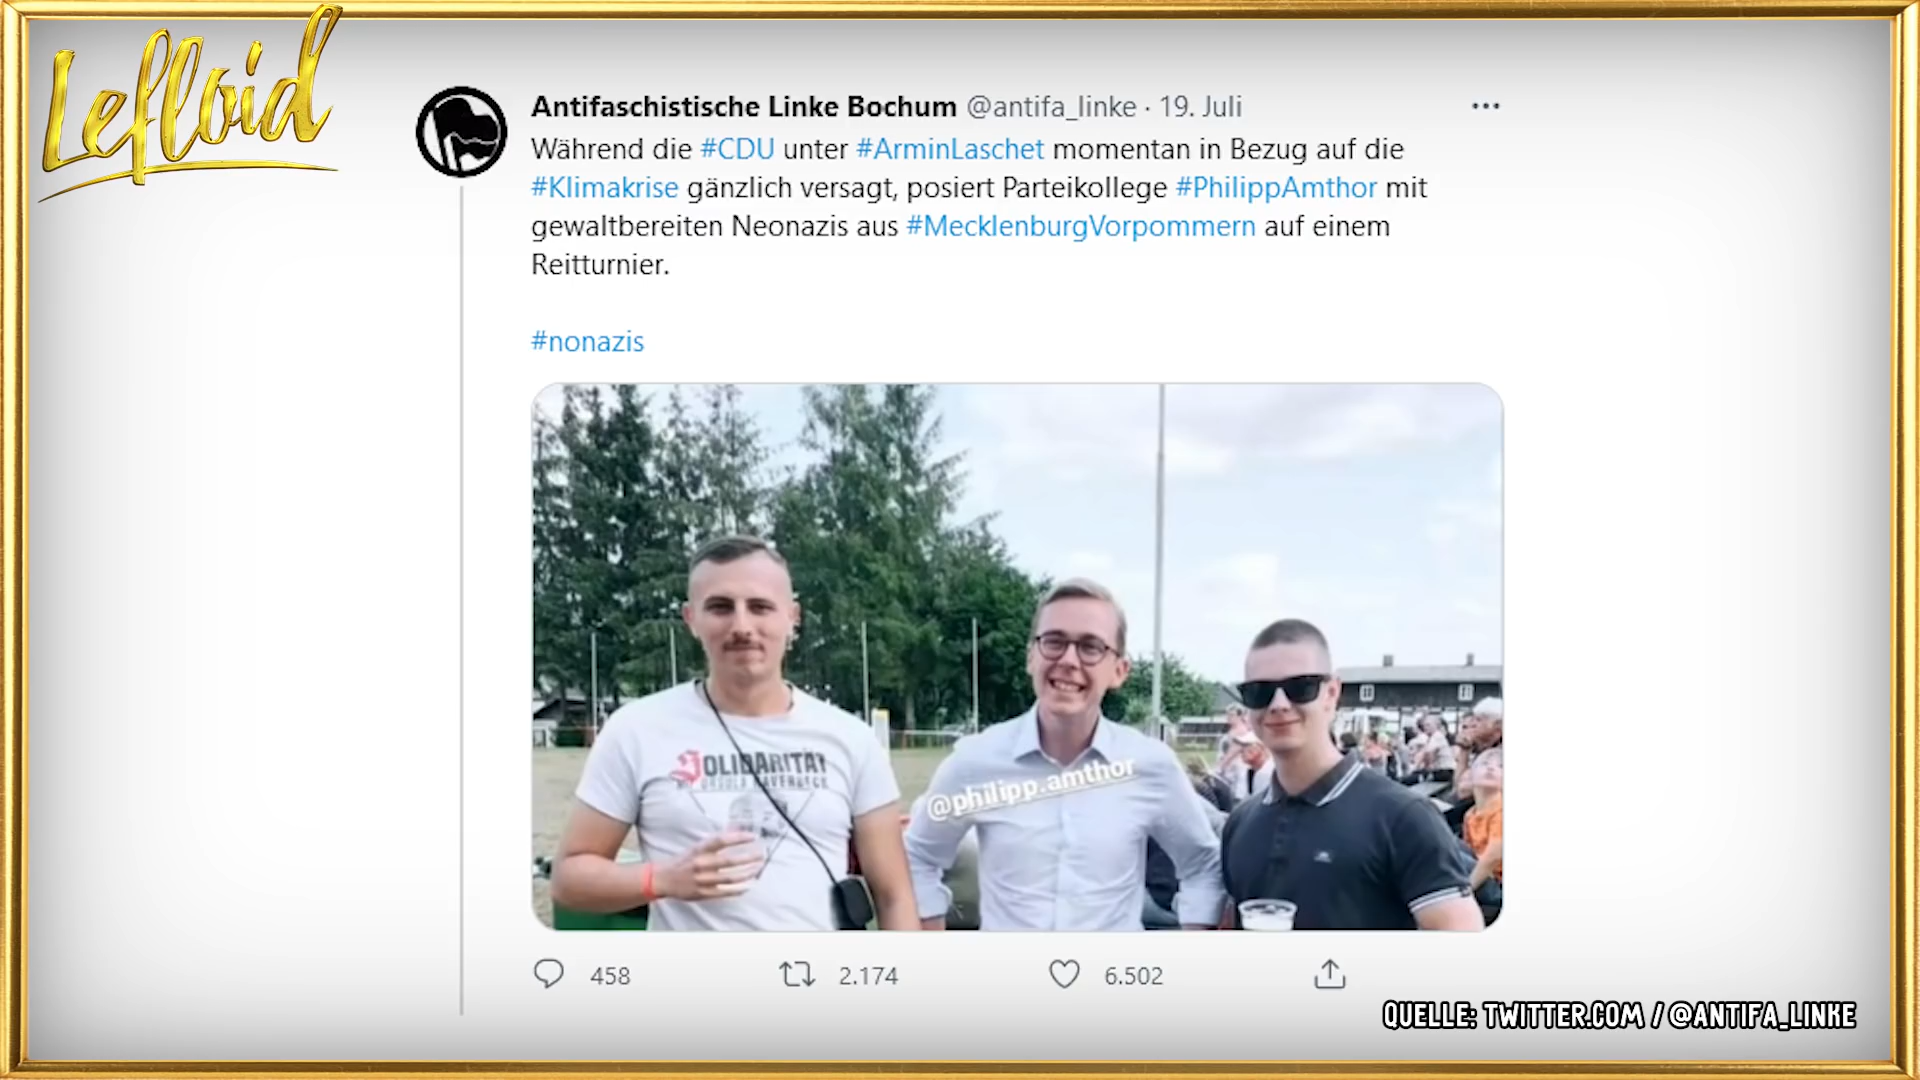 Lefloid
Antifaschistische Linke Bochum @antifa_linke · 19. Juli
Während die #CDU unter #ArminLaschet momentan in Bezug auf die
#Klimakrise gänzlich versagt, posiert Parteikollege #PhilippAmthor mit
gewaltbereiten Neonazis aus #MecklenburgVorpommern auf einem
Reitturnier.
#nonazis
SOLIDARITÄT
@philipp.amthor
458
2.174
6.502
QUELLE: TWITTER.COM / @ANTIFA_LINKE